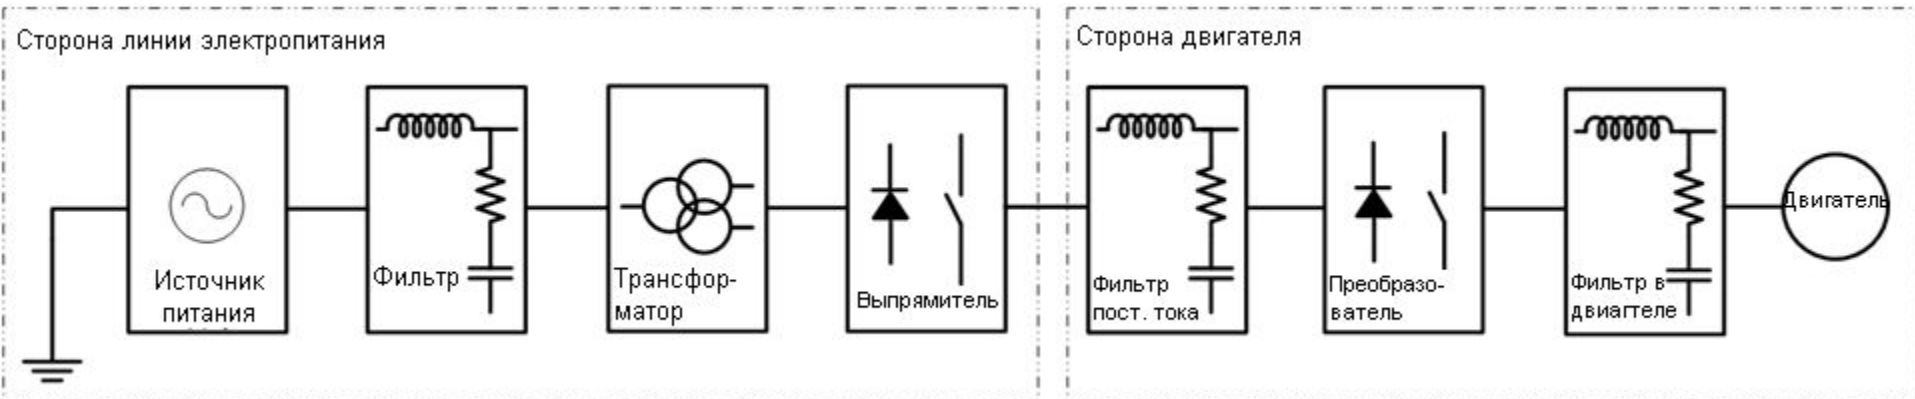 Сторона линии электропитания
Сторона двигателя
Источник
питания
Фильтр
Трансфор-
матор
Выпрямитель
Фильтр
пост. тока
Преобразо-
ватель
Фильтр в
двиагтеле
Двигатель